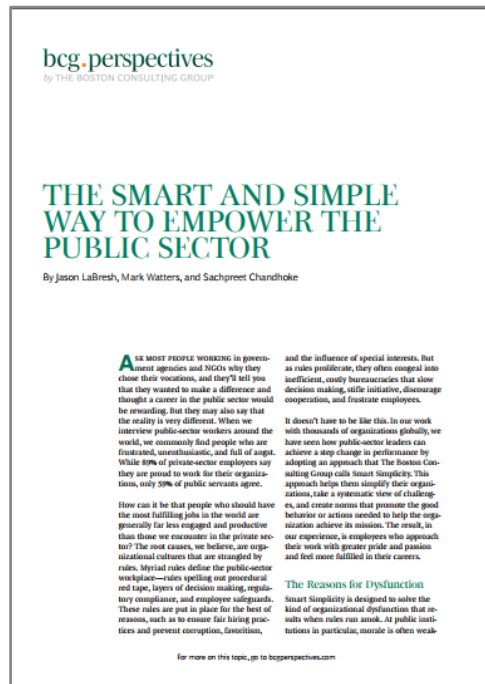 bcg.perspectives
by THE BOSTON CONSULTING GROUP
THE SMART AND SIMPLE
WAY TO EMPOWER THE
PUBLIC SECTOR
By Jason LaBresh, Mark Watters, and Sachpreet Chandhoke
ASK MOST PEOPLE WORKING in govern-
ment agencies and NGOs why they
chose their vocations, and they'll tell you
that they wanted to make a difference and
thought a career in the public sector would
be rewarding. But they may also say that
the reality is very different. When we
interview public-sector workers around the
world, we commonly find people who are
frustrated, unenthusiastic, and full of angst.
While 89% of private-sector employees say
they are proud to work for their organiza-
tions, only 59% of public servants agree.
How can it be that people who should have
the most fulfilling jobs in the world are
generally far less engaged and productive
than those we encounter in the private sec-
tor? The root causes, we believe, are orga-
nizational cultures that are strangled by
rules. Myriad rules define the public-sector
workplace—rules spelling out procedural
red tape, layers of decision making, regula-
tory compliance, and employee safeguards.
These rules are put in place for the best of
reasons, such as to ensure fair hiring prac-
tices and prevent corruption, favoritism,
and the influence of special interests. But
as rules proliferate, they often congeal into
inefficient, costly bureaucracies that slow
decision making, stifle initiative, discourage
cooperation, and frustrate employees.
It doesn't have to be like this. In our work
with thousands of organizations globally, we
have seen how public-sector leaders can
achieve a step change in performance by
adopting an approach that The Boston Con-
sulting Group calls Smart Simplicity. This
approach helps them simplify their organi-
zations, take a systematic view of challeng-
es, and create norms that promote the good
behavior or actions needed to help the orga-
nization achieve its mission. The result, in
our experience, is employees who approach
their work with greater pride and passion
and feel more fulfilled in their careers.
The Reasons for Dysfunction
Smart Simplicity is designed to solve the
kind of organizational dysfunction that re-
sults when rules run amok. At public insti-
tutions in particular, morale is often weak-
For more on this topic, go to bcgperspectives.com